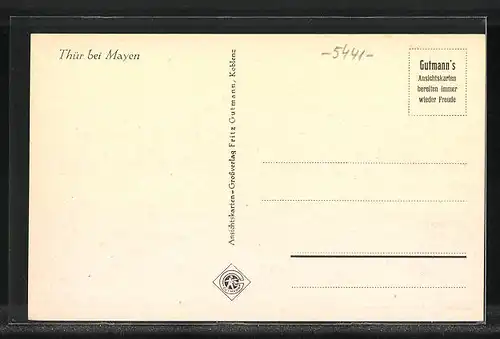 Thür bei Mayen
-5441-
Gutmann's
Ansichtskarten
bereiten immer
wieder Freude
Ansichtskarten-Großverlag Fritz Gutmann, Koblenz